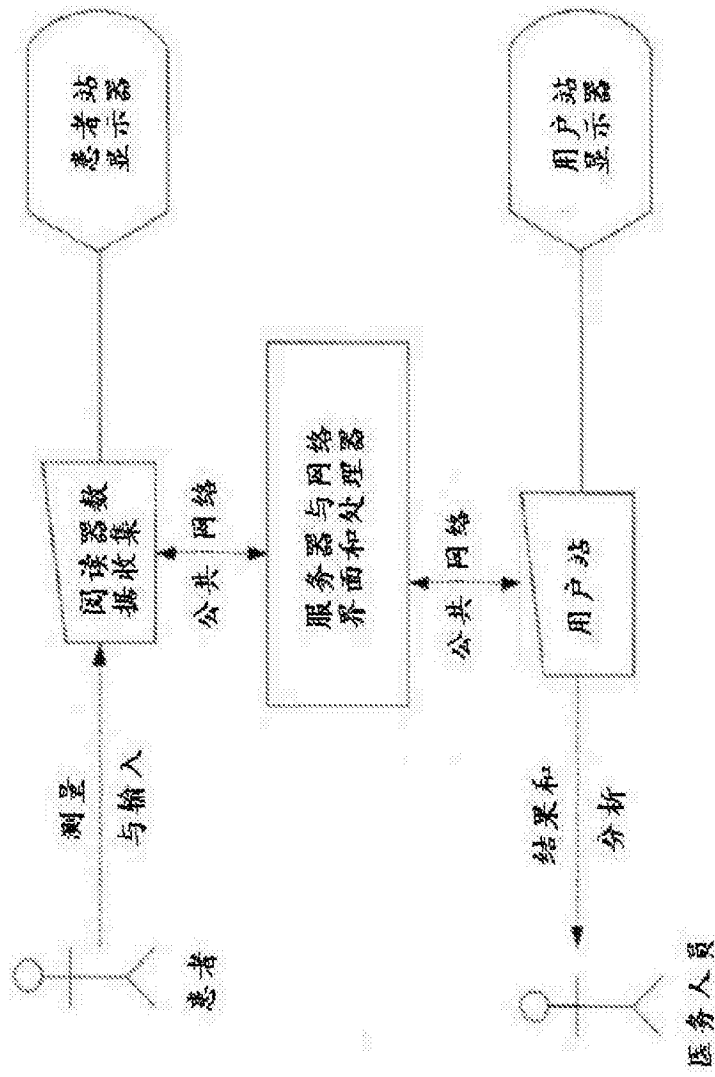 患者
测量
与输入
阅读器数
据收集
患者站
显示器
公共 网络
服务器与网络
界面和处理器
公共 网络
医务人员
结果和
分析
用户站
用户站
显示器